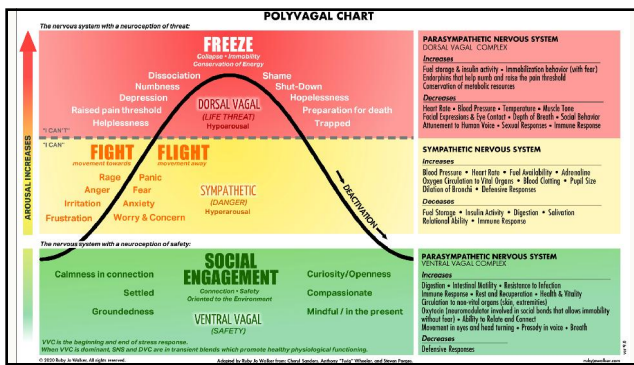 POLYVAGAL CHART
The nervous system with a neuroception of threat:
FREEZE
Collapse • Immobility
Conservation of Energy
Dissociation
Numbness
Depression
Raised pain threshold
Helplessness
Shame
Shut-Down
Hopelessness
Preparation for death
Trapped
DORSAL VAGAL
(LIFE THREAT)
Hypoarousal
"I CAN'T"
"I CAN"
AROUSAL INCREASES
FIGHT
movement towards
FLIGHT
movement away
Rage
Anger
Irritation
Frustration
Panic
Fear
Anxiety
Worry & Concern
SYMPATHETIC
(DANGER)
Hyperarousal
DEACTIVATION
The nervous system with a neuroception of safety:
SOCIAL
ENGAGEMENT
Connection • Safety
Oriented to the Environment
Calmness in connection
Settled
Groundedness
Curiosity/Openness
Compassionate
Mindful / in the present
VENTRAL VAGAL
(SAFETY)
VVC is the beginning and end of stress response.
When VVC is dominant, SNS and DVC are in transient blends which promote healthy physiological functioning.
PARASYMPATHETIC NERVOUS SYSTEM
DORSAL VAGAL COMPLEX
Increases
Fuel storage & insulin activity • Immobilization behavior (with fear)
Endorphins that help numb and raise the pain threshold
Conservation of metabolic resources
Decreases
Heart Rate • Blood Pressure • Temperature • Muscle Tone
Facial Expressions & Eye Contact • Depth of Breath • Social Behavior
Attunement to Human Voice • Sexual Responses • Immune Response
SYMPATHETIC NERVOUS SYSTEM
Increases
Blood Pressure • Heart Rate • Fuel Availability • Adrenaline
Oxygen Circulation to Vital Organs • Blood Clotting • Pupil Size
Dilation of Bronchi • Defensive Responses
Deceases
Fuel Storage • Insulin Activity • Digestion • Salivation
Relational Ability • Immune Response
PARASYMPATHETIC NERVOUS SYSTEM
VENTRAL VAGAL COMPLEX
Increases
Digestion • Intestinal Motility • Resistance to Infection
Immune Response • Rest and Recuperation • Health & Vitality
Circulation to non-vital organs (skin, extremities)
Oxytocin (neuromodulator involved in social bonds that allows immobility
without fear) • Ability to Relate and Connect
Movement in eyes and head turning • Prosody in voice • Breath
Decreases
Defensive Responses
© 2020 Ruby Jo Walker. All rights reserved.
Adapted by Ruby Jo Walker from: Cheryl Sanders, Anthony "Twig" Wheeler, and Steven Porges.
rubyjowalker.com